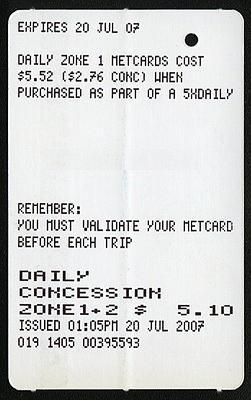 EXPIRES 20 JUL 07
DAILY ZONE 1 METCARDS COST
$5.52 ($2.76 CONC) WHEN
PURCHASED AS PART OF A 5XDAILY
REMEMBER:
YOU MUST VALIDATE YOUR METCARD
BEFORE EACH TRIP
DAILY
CONCESSION
ZONE1+2 $ 5.10
ISSUED 01:05PM 20 JUL 2007
019 1405 00395593